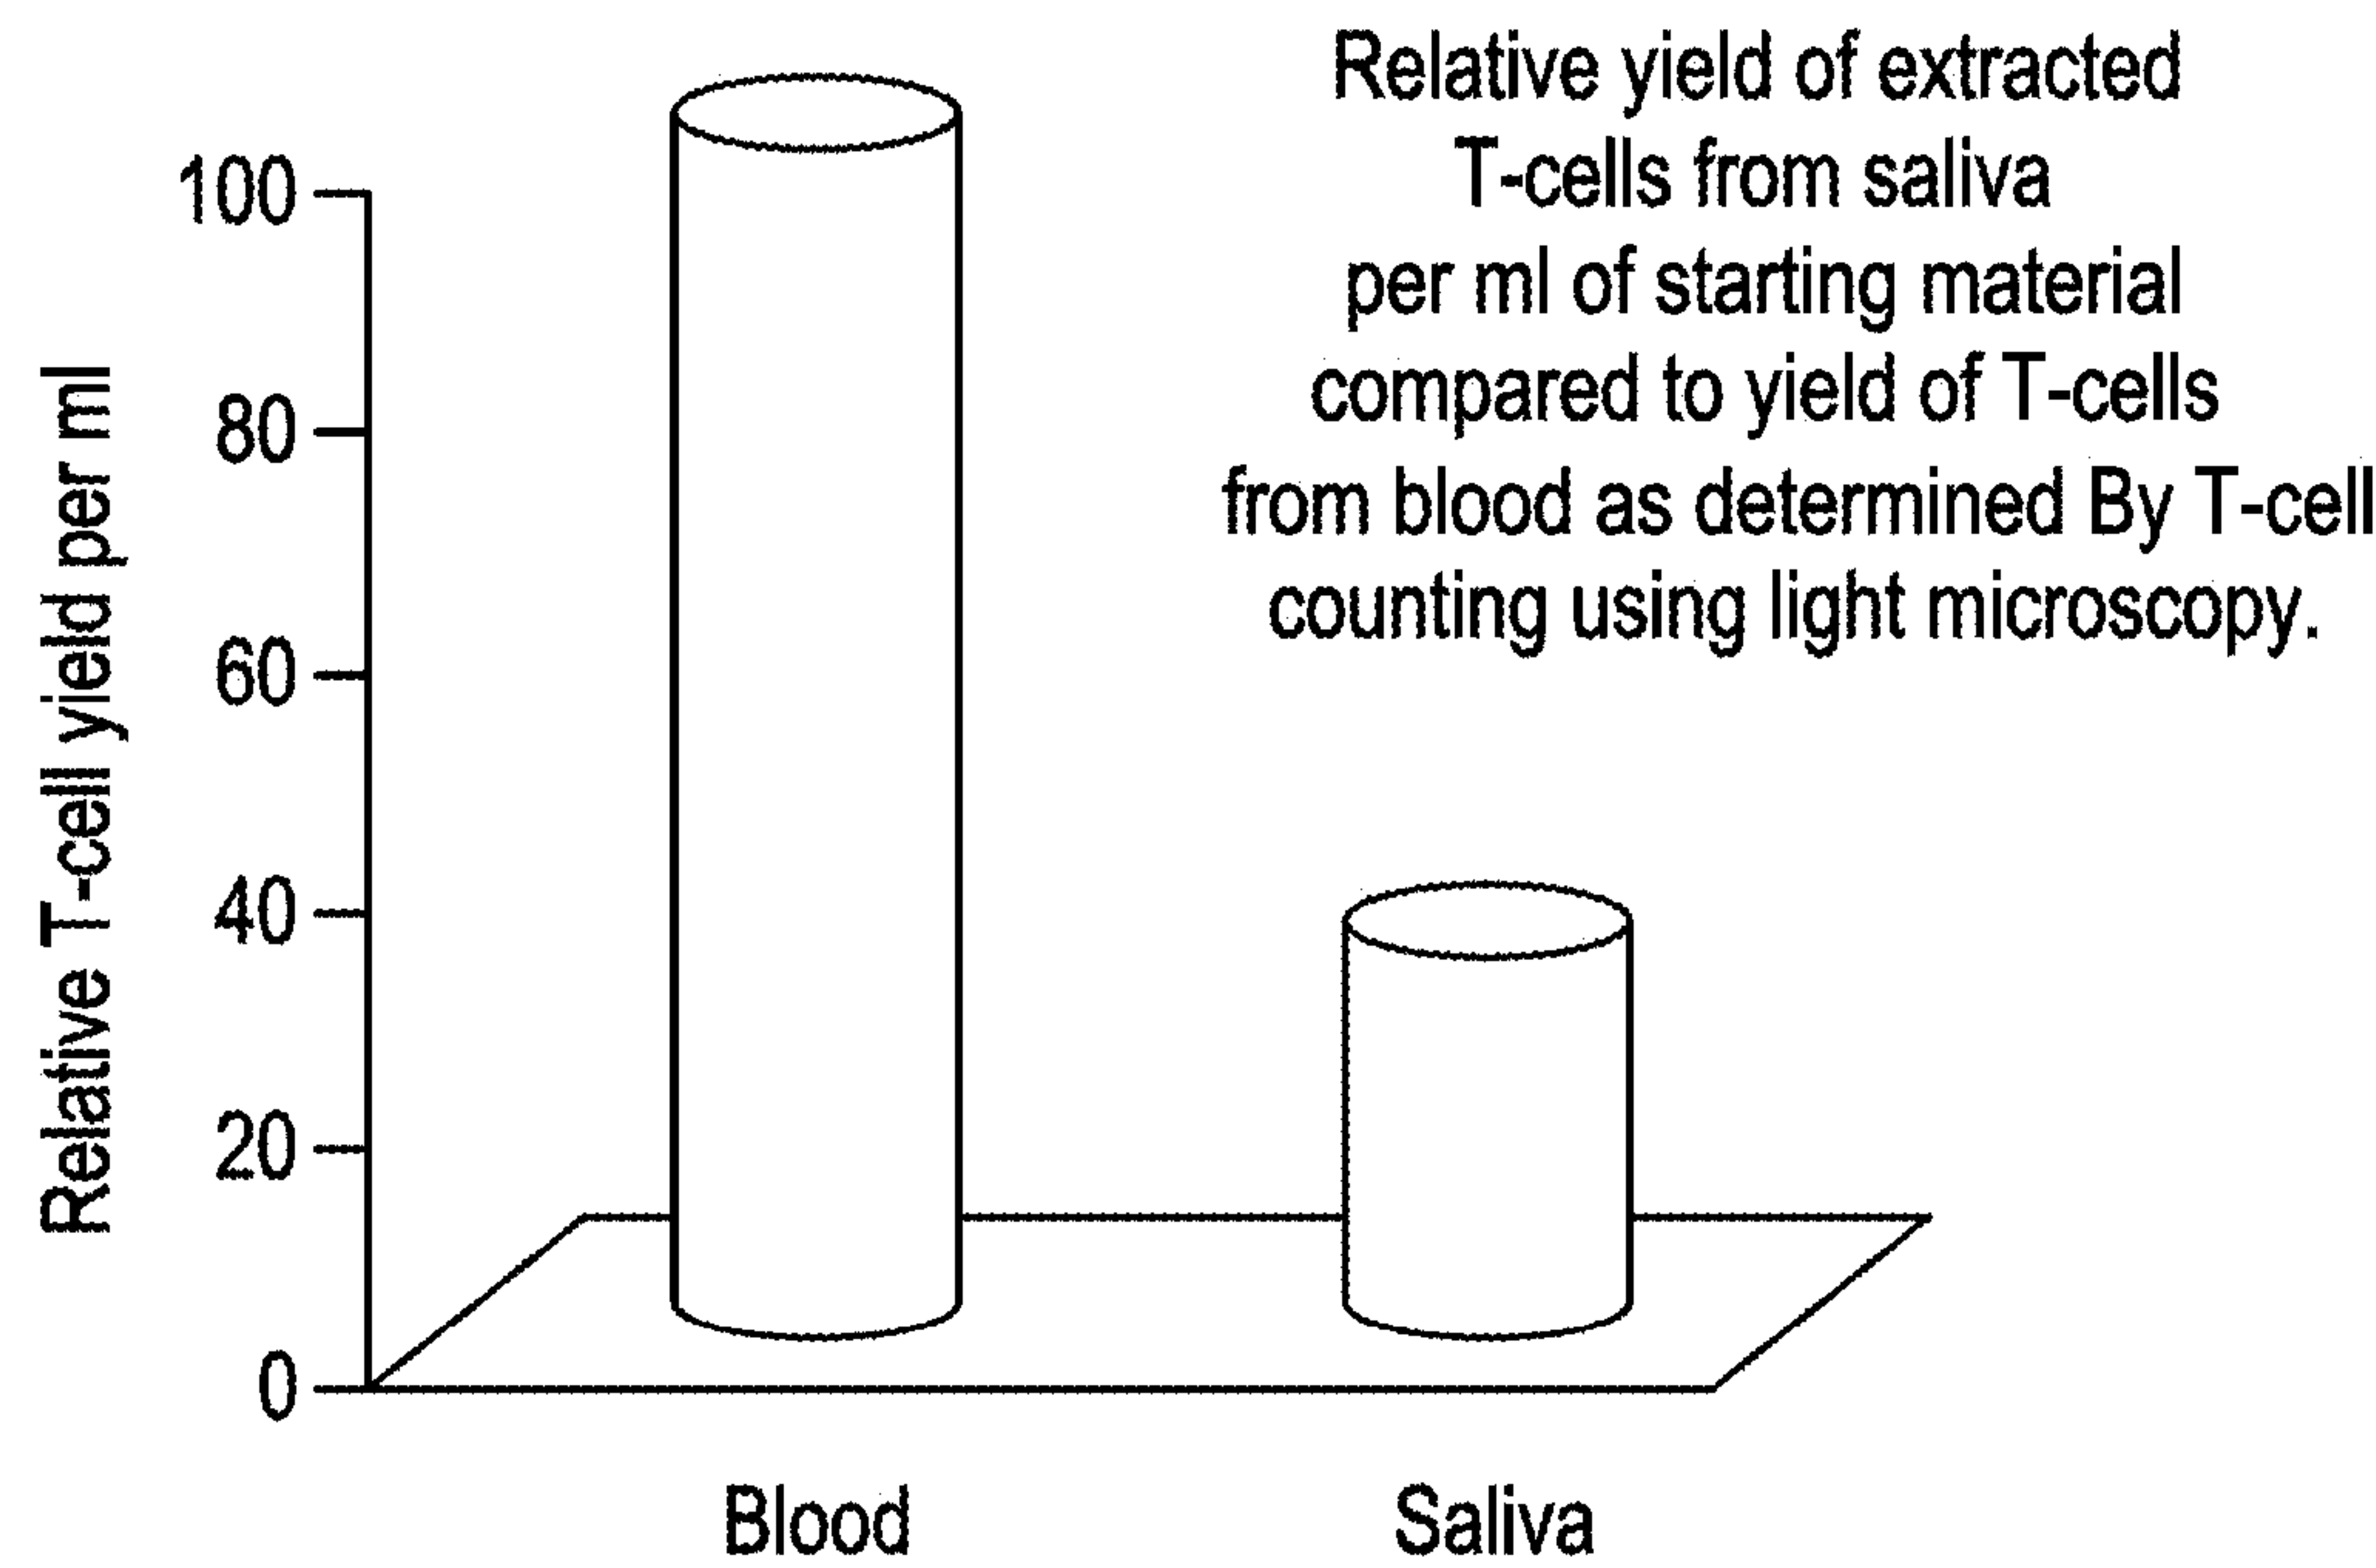 Relative yield of extracted
T-cells from saliva
per ml of starting material
compared to yield of T-cells
from blood as determined By T-cell
counting using light microscopy.
Relative T-cell yield per ml
100
80
60
40
20
0
Blood
Saliva